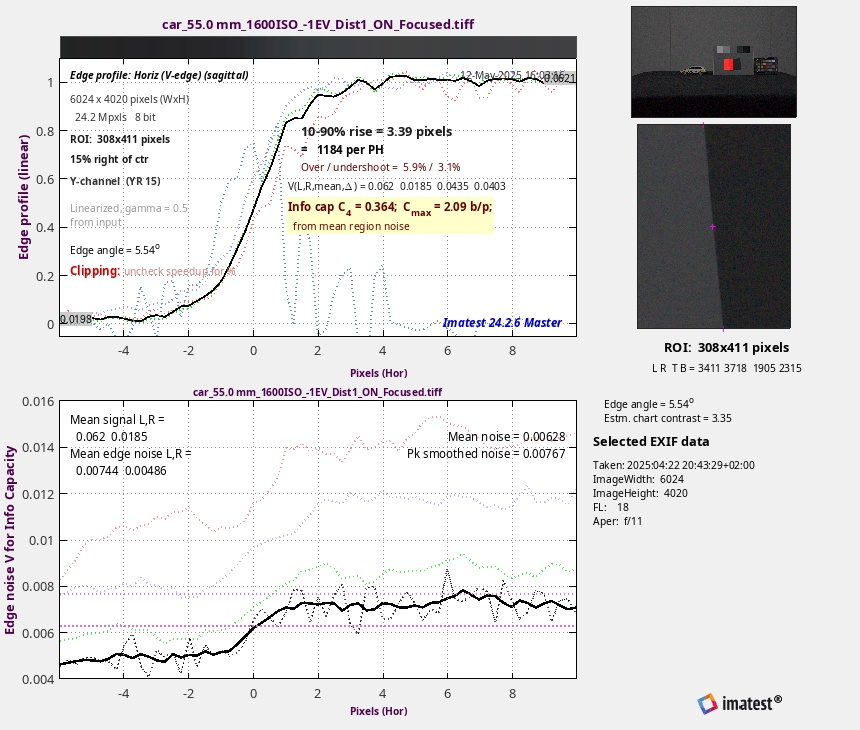 car_55.0 mm_1600ISO_-1EV_Dist1_ON_Focused.tiff
Edge profile: Horiz (V-edge) (sagittal)
12-May-2025
0.0621
6024 x 4020 pixels (WxH)
24.2 Mpxls 8 bit
ROI: 308x411 pixels
15% right of ctr
Y-channel (YR 15)
Linearized, gamma = 0.5
from input
Edge angle = 5.54o
Clipping: uncheck speedup for %
10-90% rise = 3.39 pixels
= 1184 per PH
Over / undershoot = 5.9% / 3.1%
V(L,R,mean,Δ) = 0.062 0.0185 0.0435 0.0403
Info cap C4 = 0.364; Cmax = 2.09 b/p;
from mean region noise
0.0198
Imatest 24.2.6 Master
Edge profile (linear)
1
0.8
0.6
0.4
0.2
0
-4 -2 0 2 4 6 8
Pixels (Hor)
car_55.0 mm_1600ISO_-1EV_Dist1_ON_Focused.tiff
Mean signal L,R =
0.062 0.0185
Mean edge noise L,R =
0.00744 0.00486
Mean noise = 0.00628
Pk smoothed noise = 0.00767
Edge noise V for Info Capacity
0.016
0.014
0.012
0.01
0.008
0.006
0.004
-4 -2 0 2 4 6 8
Pixels (Hor)
ROI: 308x411 pixels
L R T B = 3411 3718 1905 2315
Edge angle = 5.54o
Estm. chart contrast = 3.35
Selected EXIF data
Taken: 2025:04:22 20:43:29+02:00
ImageWidth: 6024
ImageHeight: 4020
FL: 18
Aper: f/11
imatest®